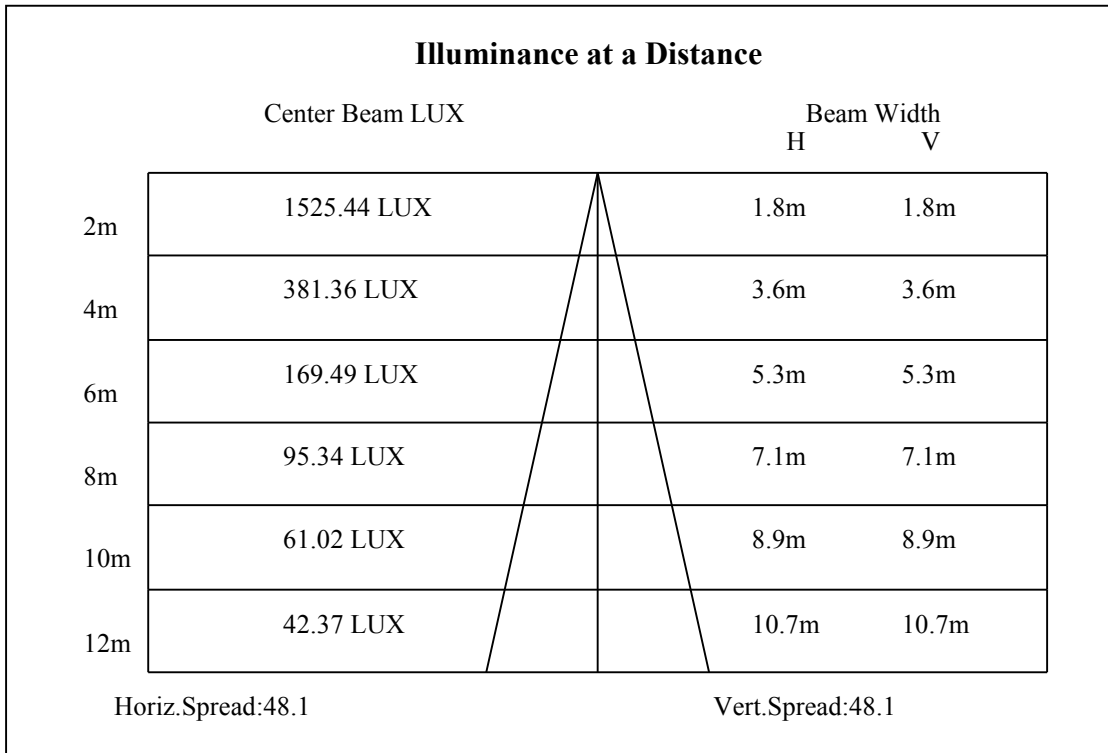 Illuminance at a Distance
Center Beam LUX Beam Width
H V
2m 1525.44 LUX 1.8m 1.8m
4m 381.36 LUX 3.6m 3.6m
6m 169.49 LUX 5.3m 5.3m
8m 95.34 LUX 7.1m 7.1m
10m 61.02 LUX 8.9m 8.9m
12m 42.37 LUX 10.7m 10.7m
Horiz.Spread:48.1 Vert.Spread:48.1